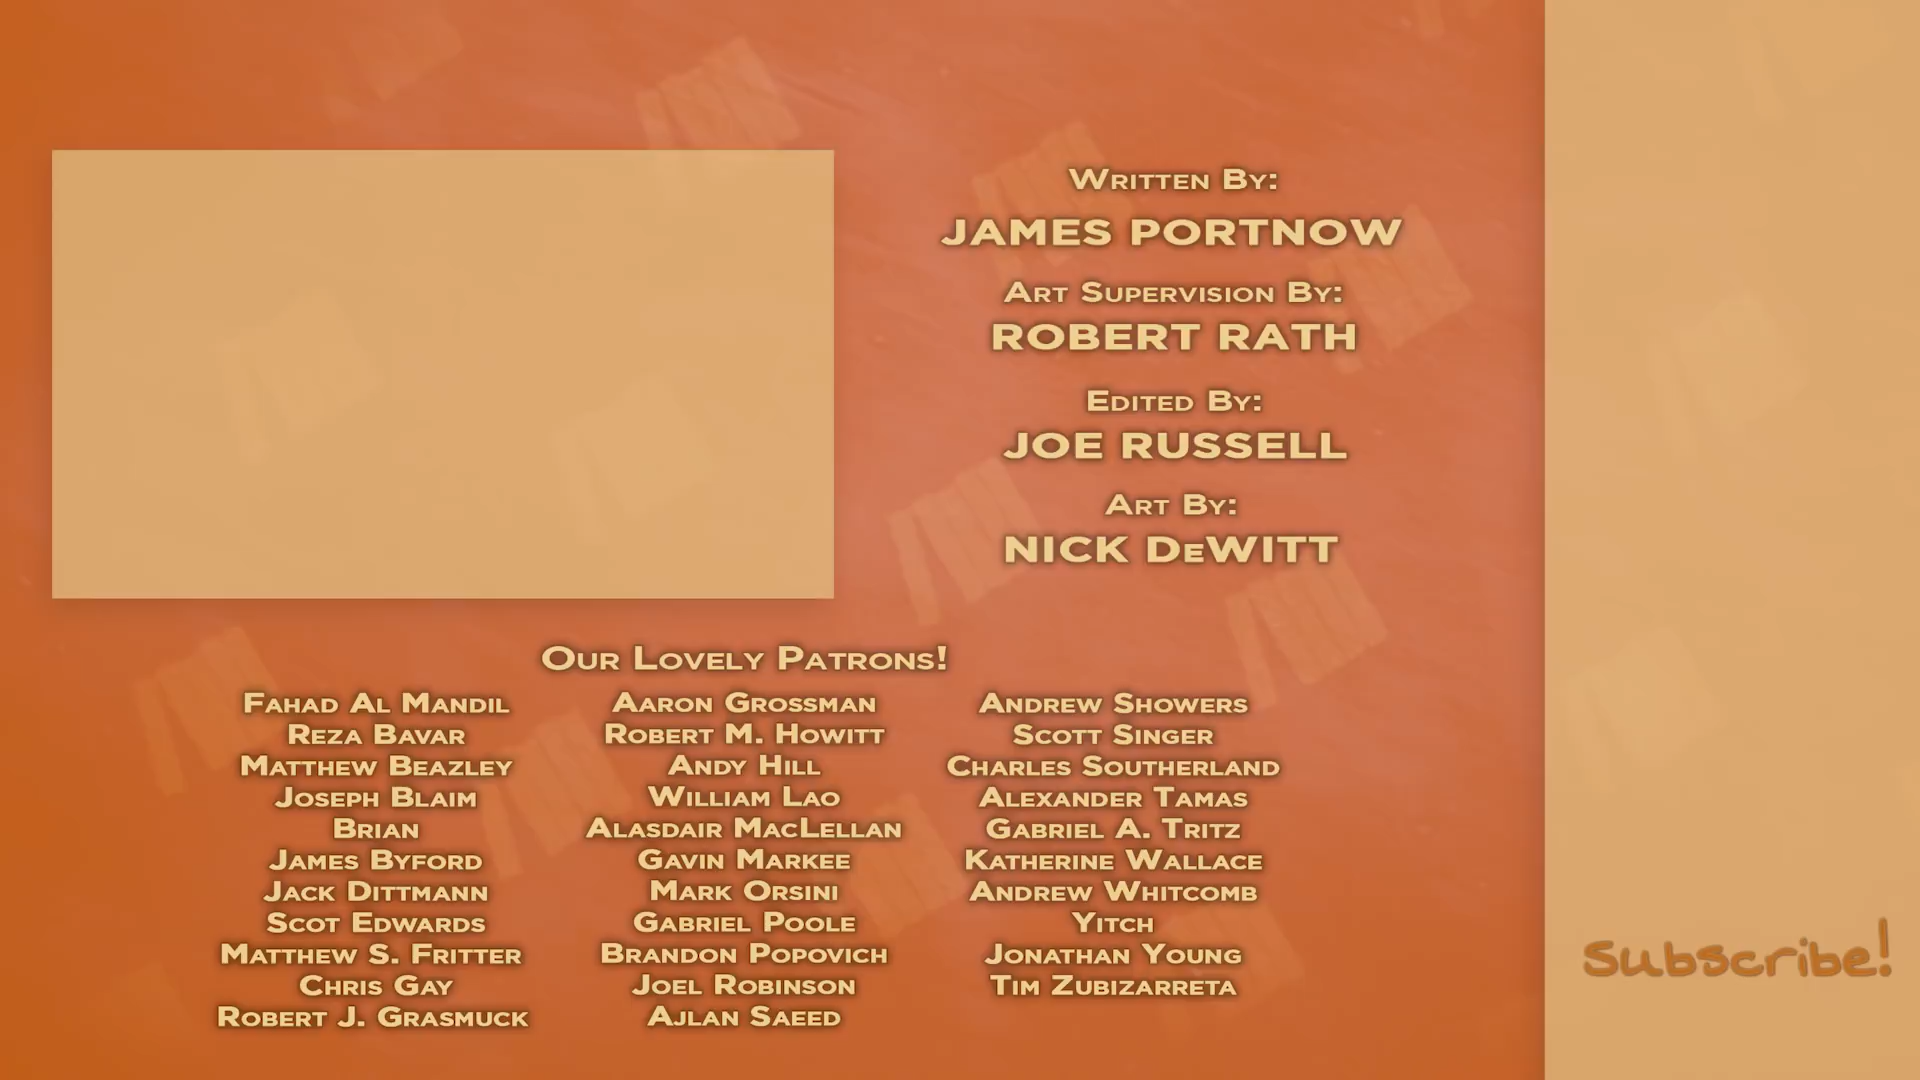 Written By:
JAMES PORTNOW
Art Supervision By:
ROBERT RATH
Edited By:
JOE RUSSELL
Art By:
NICK DeWITT
Our Lovely Patrons!
Fahad Al Mandil
Reza Bavar
Matthew Beazley
Joseph Blaim
Brian
James Byford
Jack Dittmann
Scot Edwards
Matthew S. Fritter
Chris Gay
Robert J. Grasmuck
Aaron Grossman
Robert M. Howitt
Andy Hill
William Lao
Alasdair MacLellan
Gavin Markee
Mark Orsini
Gabriel Poole
Brandon Popovich
Joel Robinson
Ajlan Saeed
Andrew Showers
Scott Singer
Charles Southerland
Alexander Tamas
Gabriel A. Tritz
Katherine Wallace
Andrew Whitcomb
Yitch
Jonathan Young
Tim Zubizarreta
Subscribe!